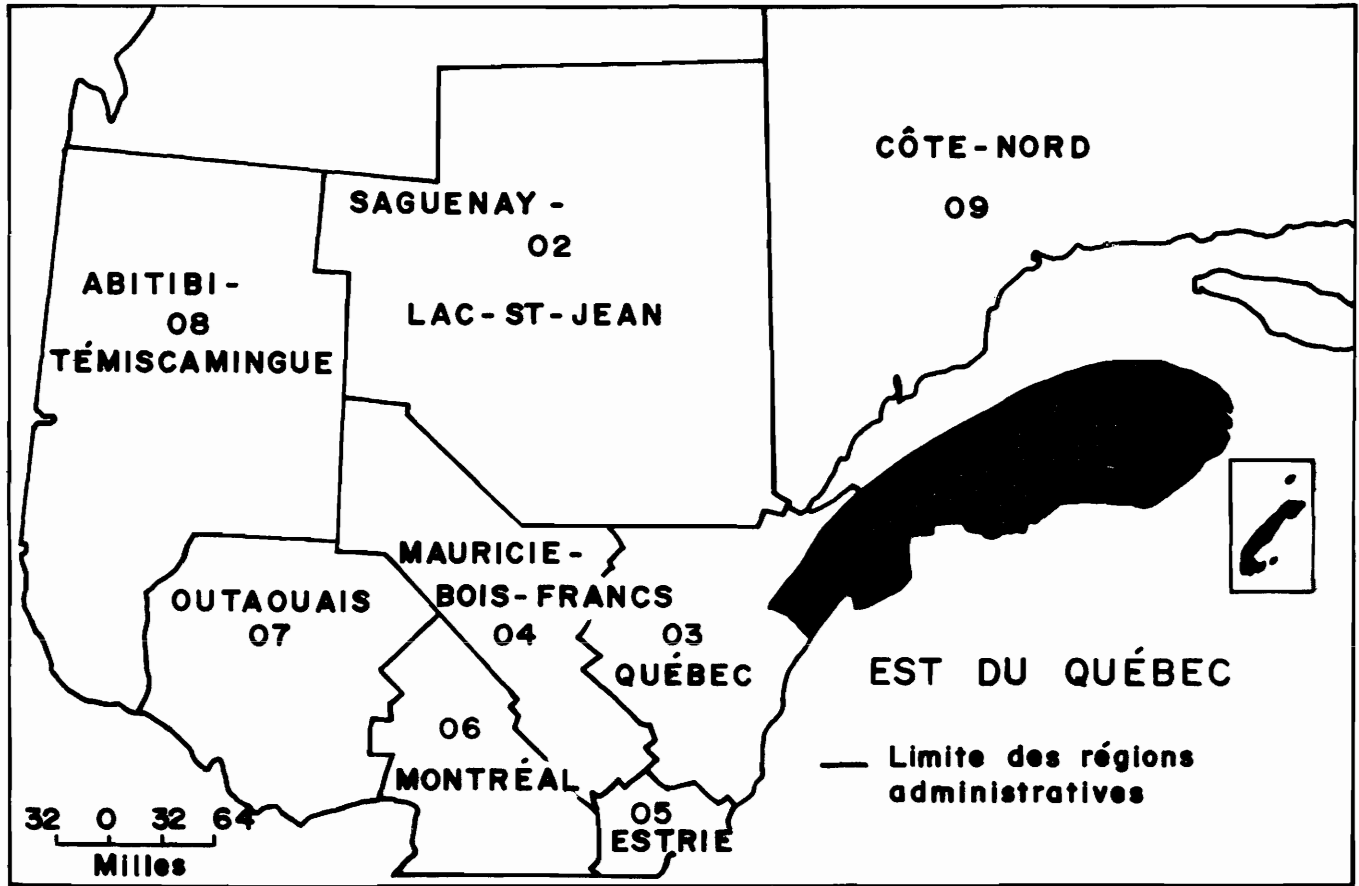 CÔTE-NORD
09
SAGUENAY -
02
LAC-ST-JEAN
ABITIBI-
08
TÉMISCAMINGUE
MAURICIE-
BOIS-FRANCS
04
OUTAOUAIS
07
03
QUÉBEC
EST DU QUÉBEC
06
MONTRÉAL
05
ESTRIE
Limite des régions
administratives
32 0 32 64
Milles